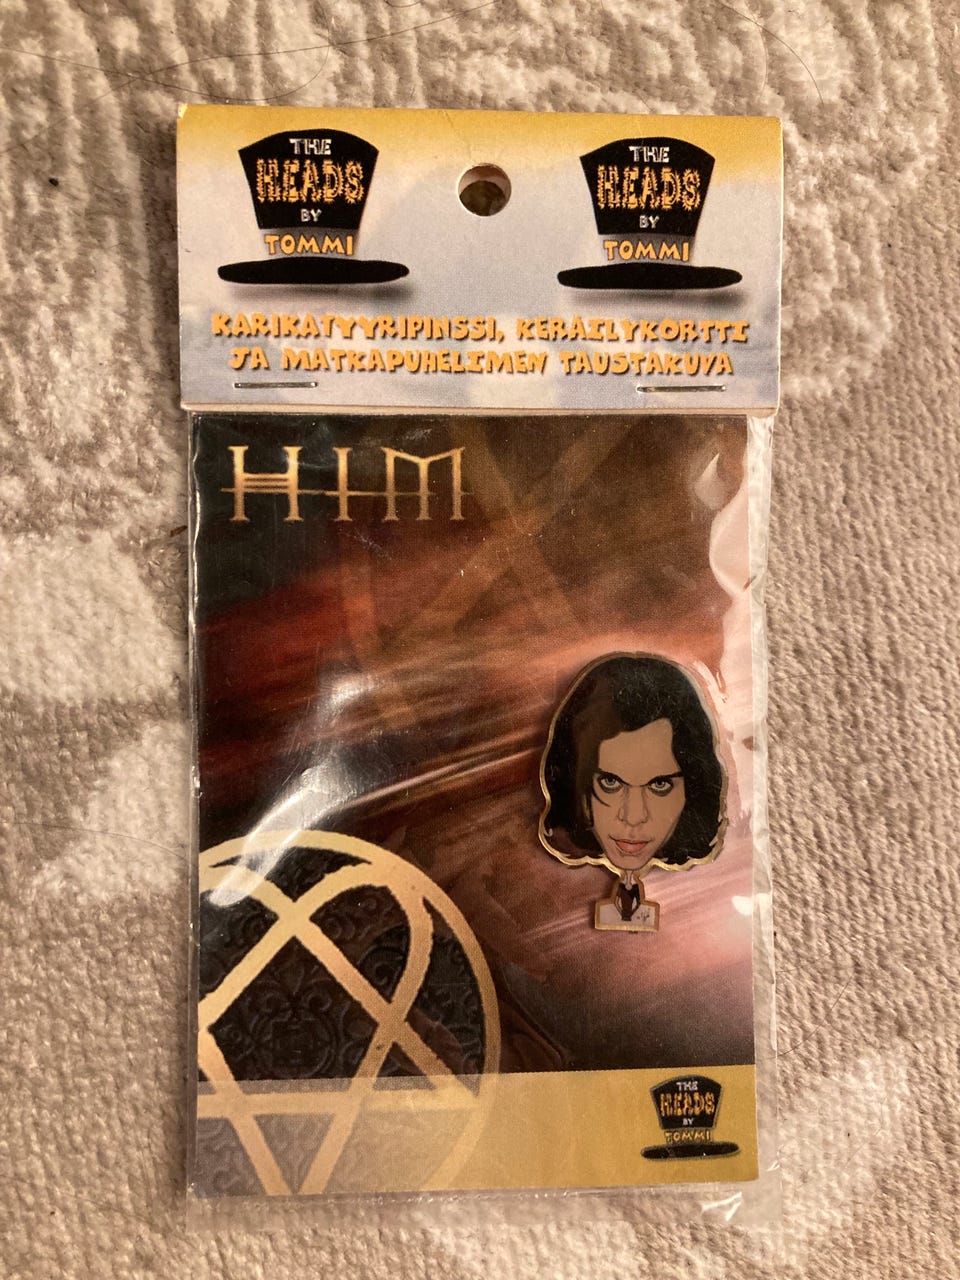 THE
HEADS
BY
TOMMI
THE
HEADS
BY
TOMMI
KARIKATYYRIPINSSI, KERÄILYKORTTI
JA MATKAPUHELIMEN TAUSTAKUVA
HIM
THE
HEADS
BY
TOMMI